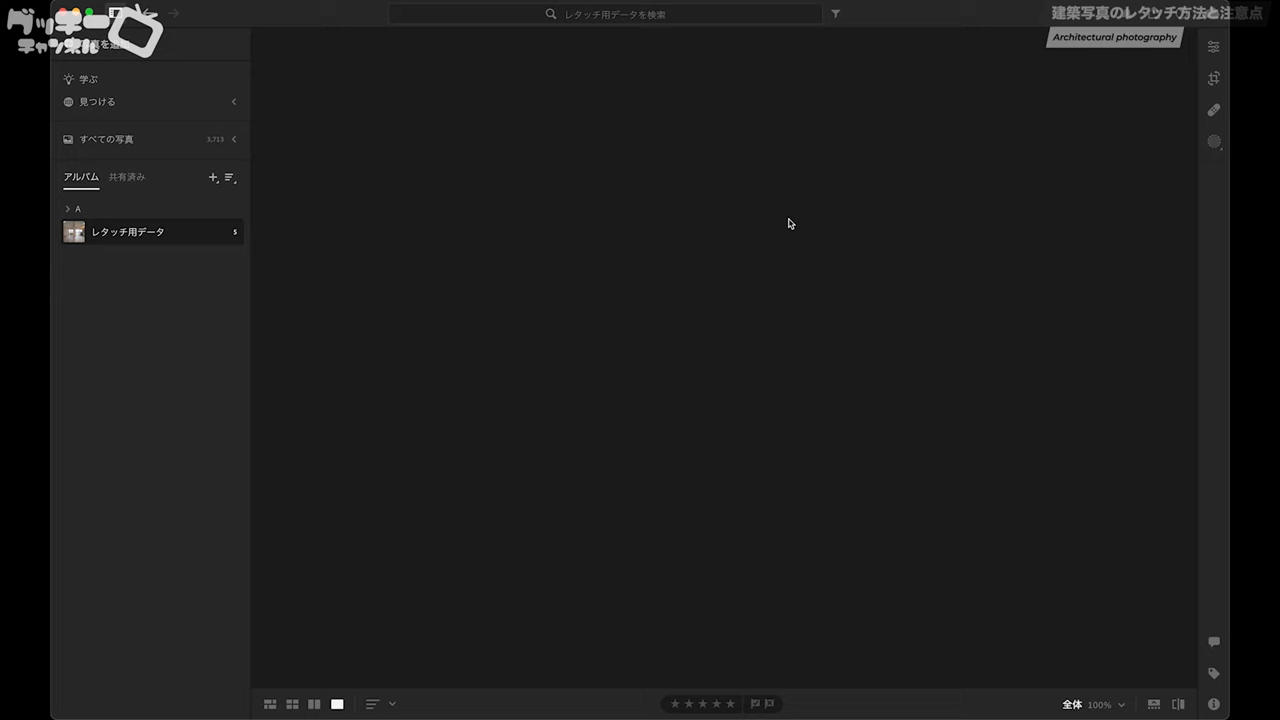 グッキー
チャンネル
レタッチ用データを検索
建築写真のレタッチ方法と注意点
Architectural photography
学ぶ
見つける
すべての写真 3,713
アルバム 共有済み
A
レタッチ用データ 5
全体 100%